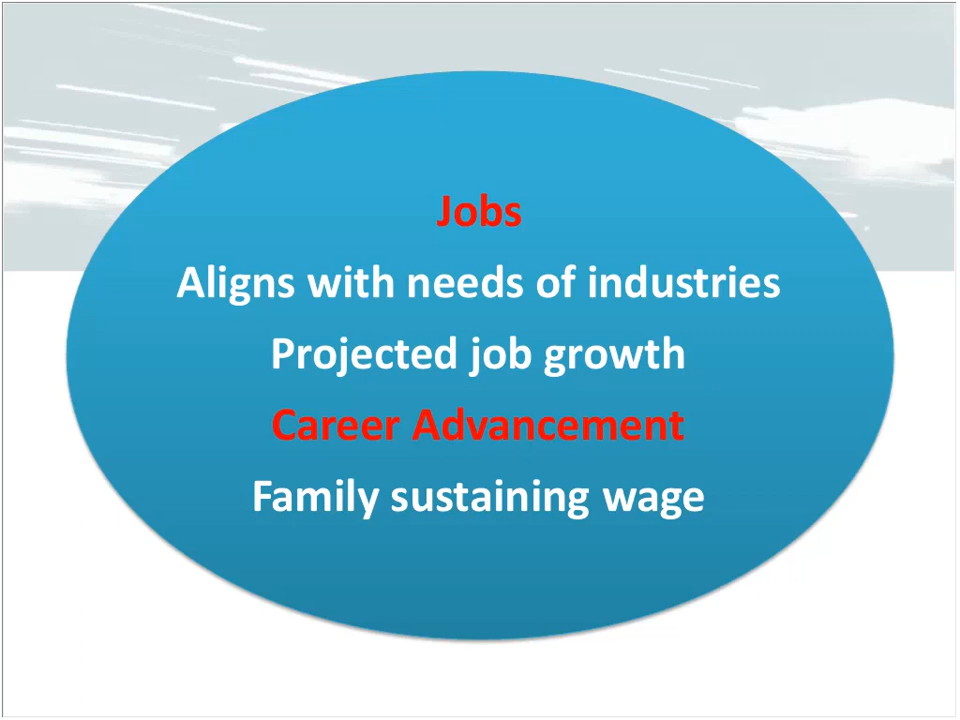 Jobs
Aligns with needs of industries
Projected job growth
Career Advancement
Family sustaining wage